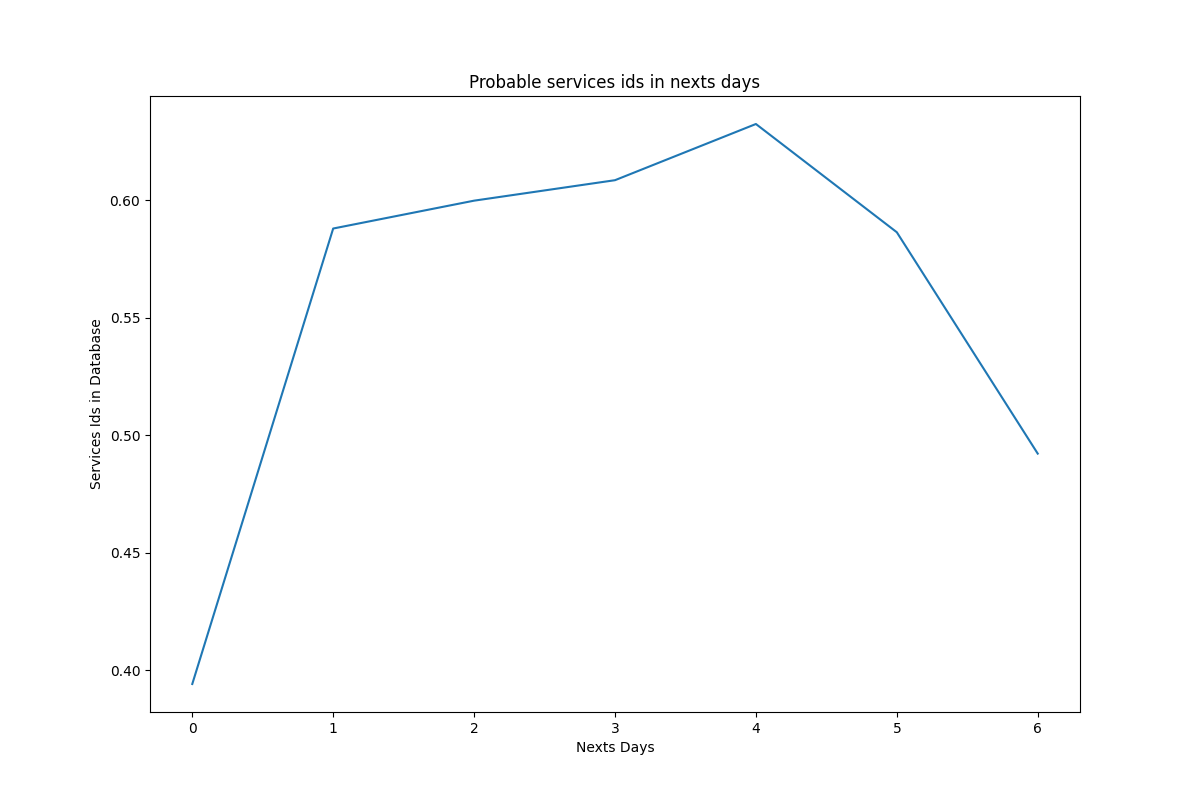 Probable services ids in nexts days
0.60
0.55
0.50
0.45
0.40
Services Ids in Database
0 1 2 3 4 5 6
Nexts Days